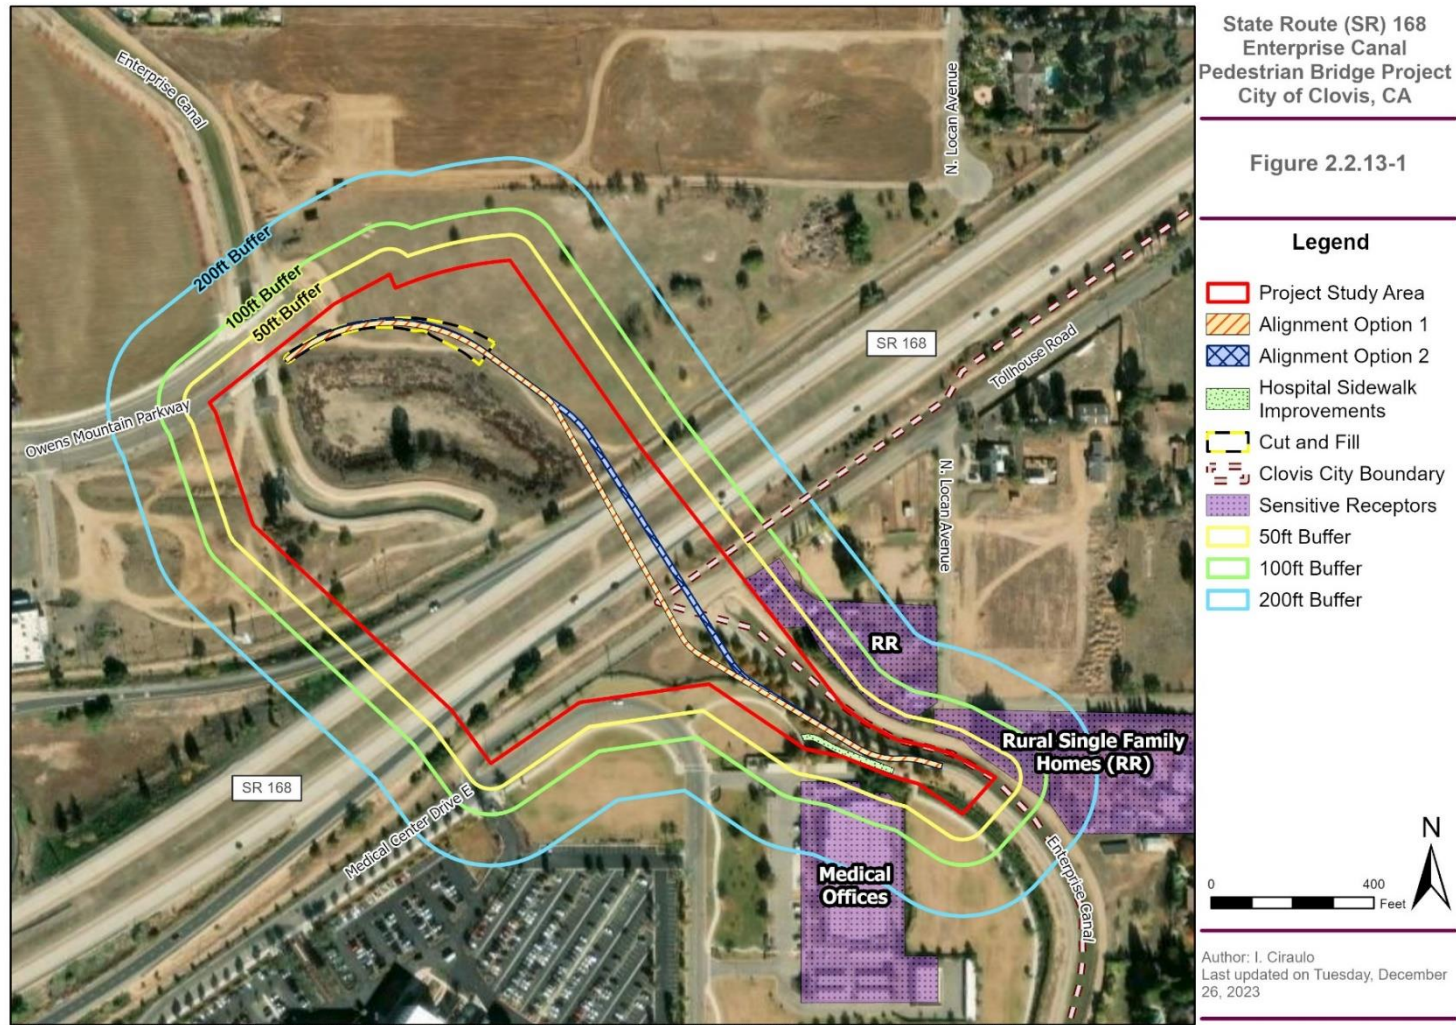 State Route (SR) 168
Enterprise Canal
Pedestrian Bridge Project
City of Clovis, CA
Figure 2.2.13-1
Legend
Project Study Area
Alignment Option 1
Alignment Option 2
Hospital Sidewalk
Improvements
Cut and Fill
Clovis City Boundary
Sensitive Receptors
50ft Buffer
100ft Buffer
200ft Buffer
N
0 400
Feet
Author: I. Ciraulo
Last updated on Tuesday, December
26, 2023
Enterprise Canal
N. Locan Avenue
200ft Buffer
100ft Buffer
50ft Buffer
SR 168
Tollhouse Road
Owens Mountain Parkway
N. Locan Avenue
RR
Rural Single Family
Homes (RR)
SR 168
Medical Center Drive E
Medical
Offices
Enterprise Canal